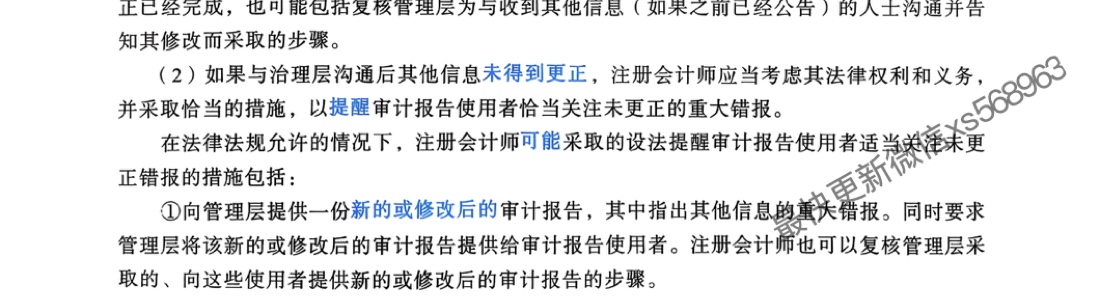 正已经完成，也可能包括复核管理层为与收到其他信息（如果之前已经公告）的人士沟通并告
知其修改而采取的步骤。
（2）如果与治理层沟通后其他信息未得到更正，注册会计师应当考虑其法律权利和义务，
并采取恰当的措施，以提醒审计报告使用者恰当关注未更正的重大错报。
在法律法规允许的情况下，注册会计师可能采取的设法提醒审计报告使用者适当关注未更
正错报的措施包括：
①向管理层提供一份新的或修改后的审计报告，其中指出其他信息的重大错报。同时要求
管理层将该新的或修改后的审计报告提供给审计报告使用者。注册会计师也可以复核管理层采
取的、向这些使用者提供新的或修改后的审计报告的步骤。
最快更新微信xs568963